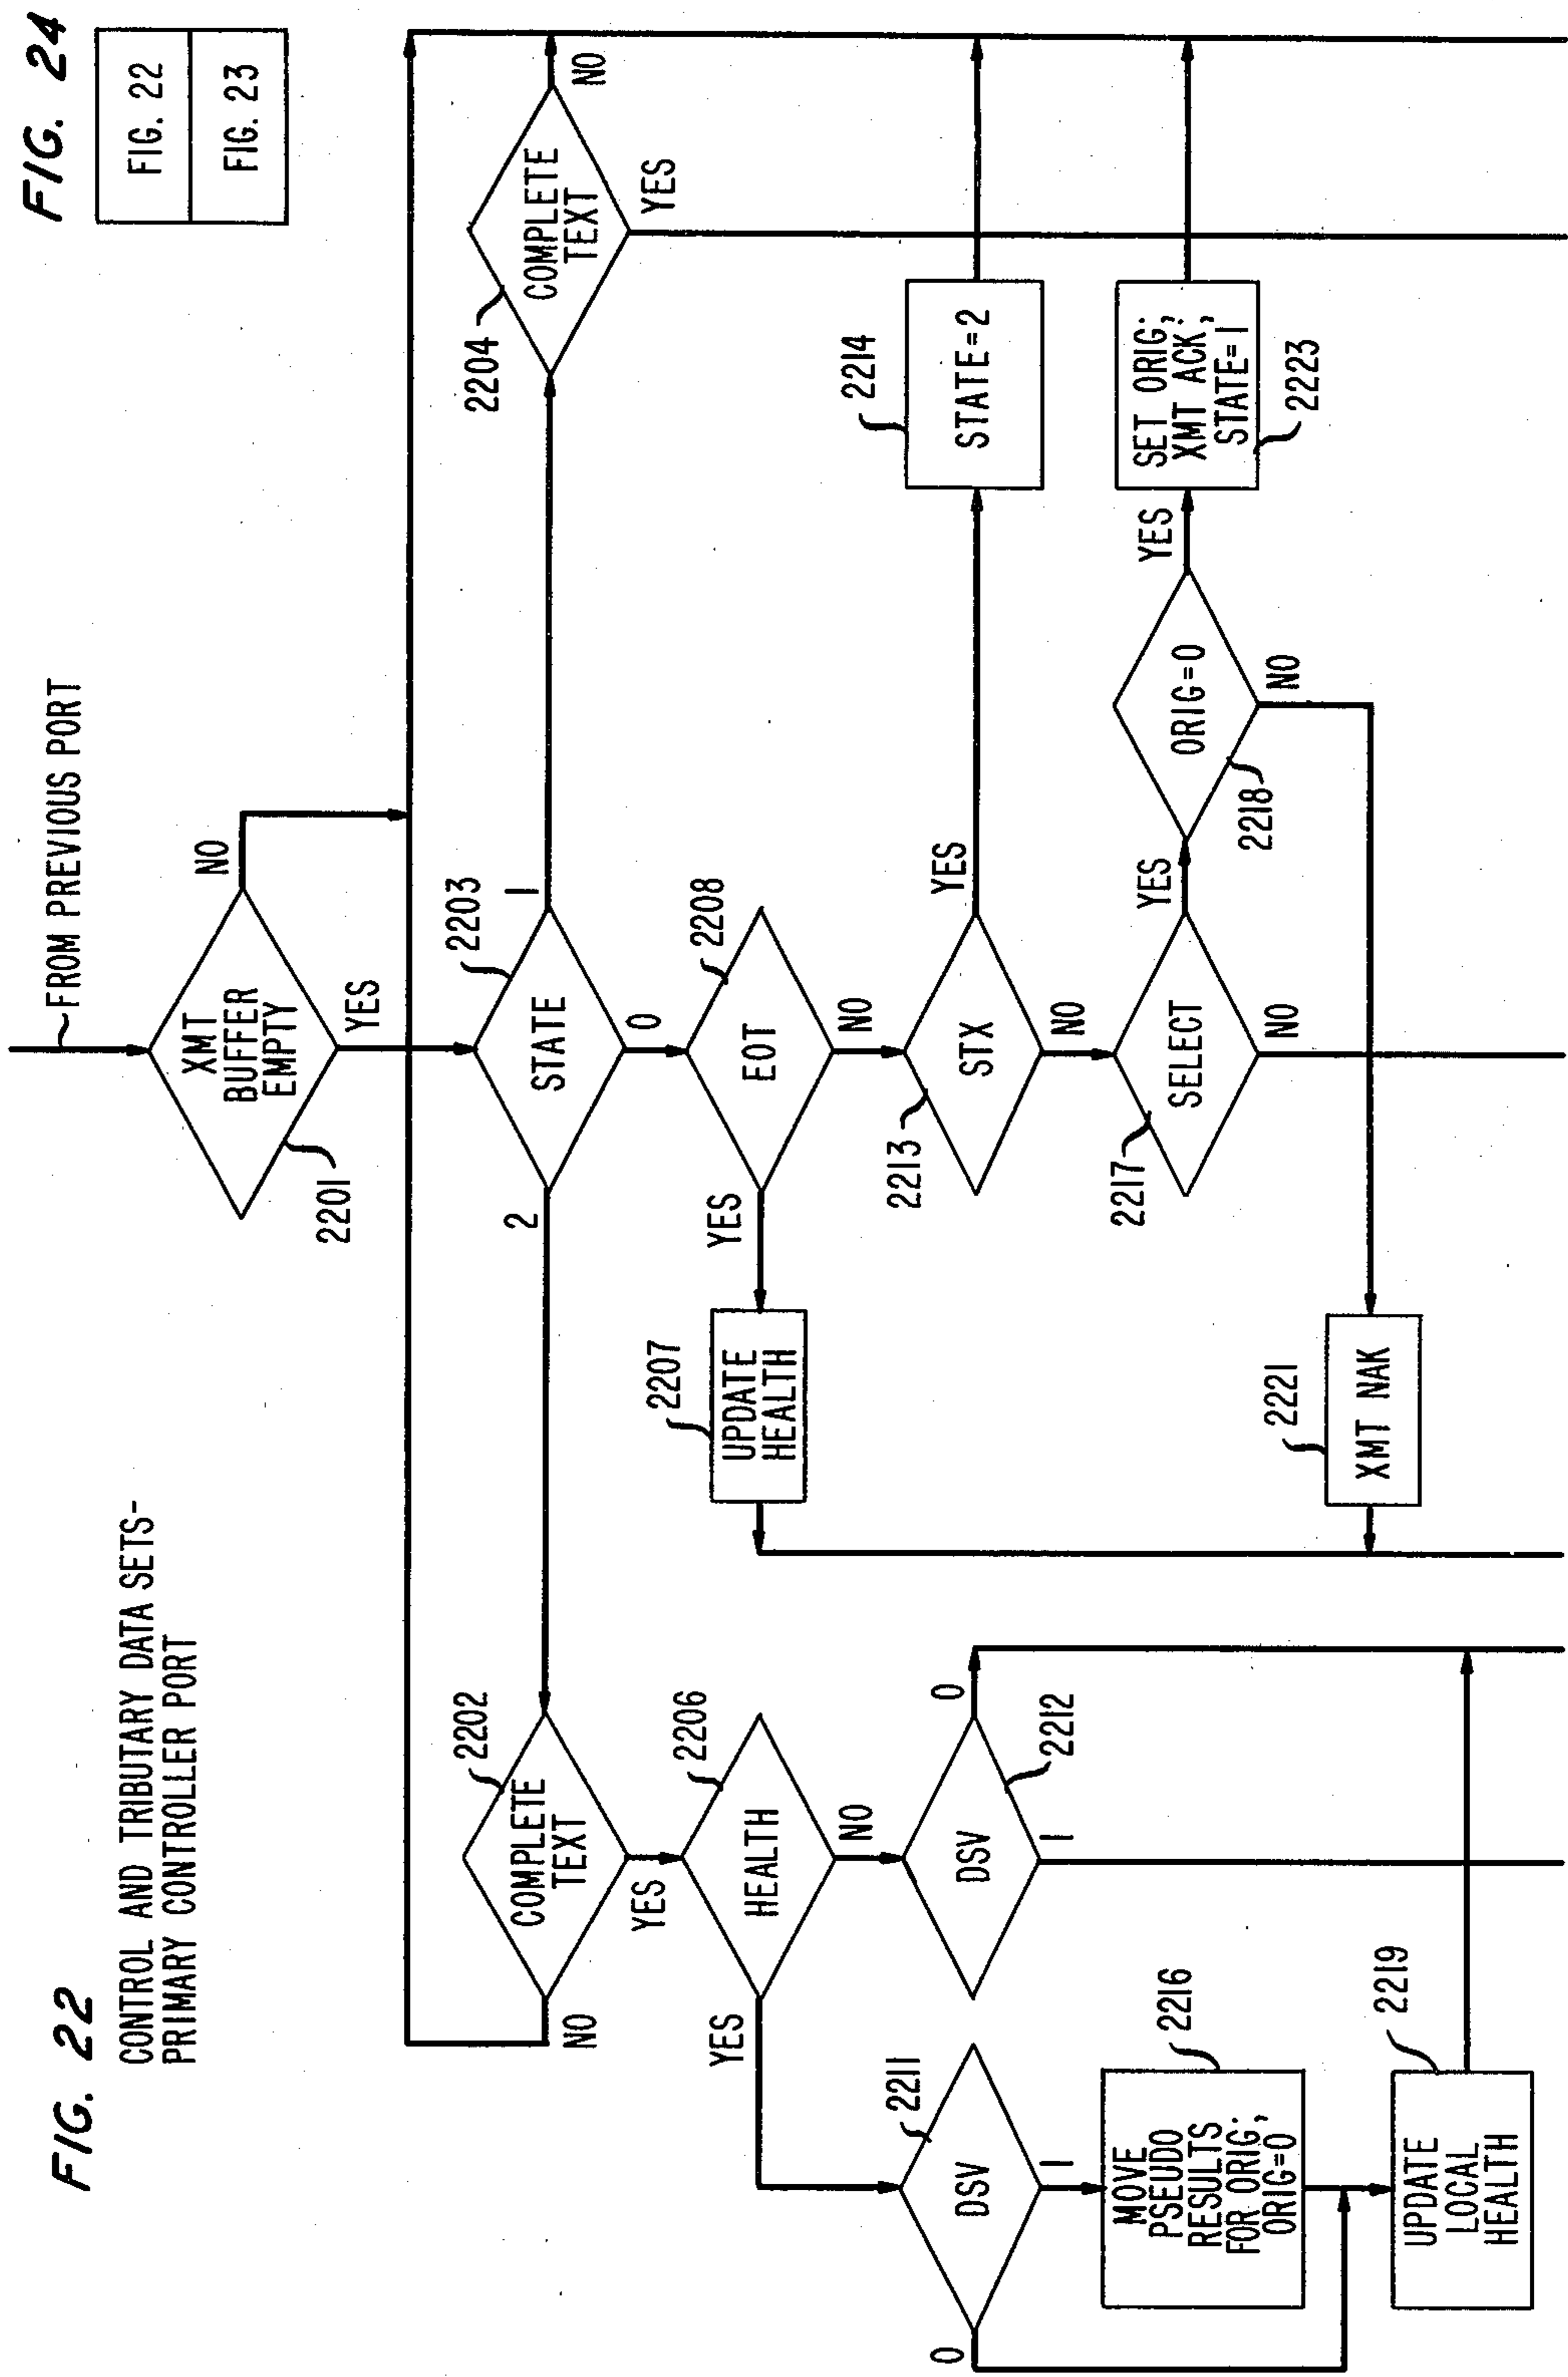 FIG. 22
CONTROL AND TRIBUTARY DATA SETS-
PRIMARY CONTROLLER PORT
FIG. 24
FIG. 22
FIG. 23
FROM PREVIOUS PORT
XMT
BUFFER
EMPTY
2201
NO
YES
STATE
2203
2
1
0
COMPLETE
TEXT
2202
NO
YES
COMPLETE
TEXT
2204
NO
YES
HEALTH
2206
YES
NO
UPDATE
HEALTH
2207
YES
EOT
2208
NO
DSV
2211
0
1
DSV
2212
0
1
STX
2213
YES
NO
STATE=2
2214
MOVE
PSEUDO
RESULTS
FOR ORIG;
ORIG=0
2216
SELECT
2217
YES
NO
ORIG=0
2218
YES
NO
SET ORIG;
XMT ACK;
STATE=1
2223
UPDATE
LOCAL
HEALTH
2219
XMT NAK
2221